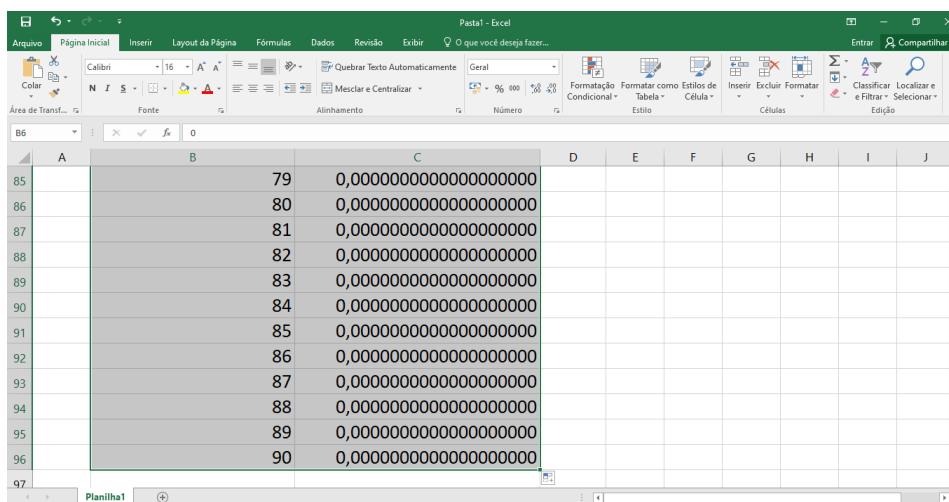 Pasta1 - Excel
Arquivo Página Inicial Inserir Layout da Página Fórmulas Dados Revisão Exibir O que você deseja fazer... Entrar Compartilhar
Colar
Calibri 16 A A Quebrar Texto Automaticamente Geral
N I S A Mesclar e Centralizar % 000
Formatação Condicional
Formatar como Tabela
Estilos de Célula
Inserir Excluir Formatar
Classificar e Filtrar
Localizar e Selecionar
Área de Transf... Fonte Alinhamento Número Estilo Células Edição
B6 fx 0
A B C D E F G H I J
85 79 0,0000000000000000000
86 80 0,0000000000000000000
87 81 0,0000000000000000000
88 82 0,0000000000000000000
89 83 0,0000000000000000000
90 84 0,0000000000000000000
91 85 0,0000000000000000000
92 86 0,0000000000000000000
93 87 0,0000000000000000000
94 88 0,0000000000000000000
95 89 0,0000000000000000000
96 90 0,0000000000000000000
97
Planilha1